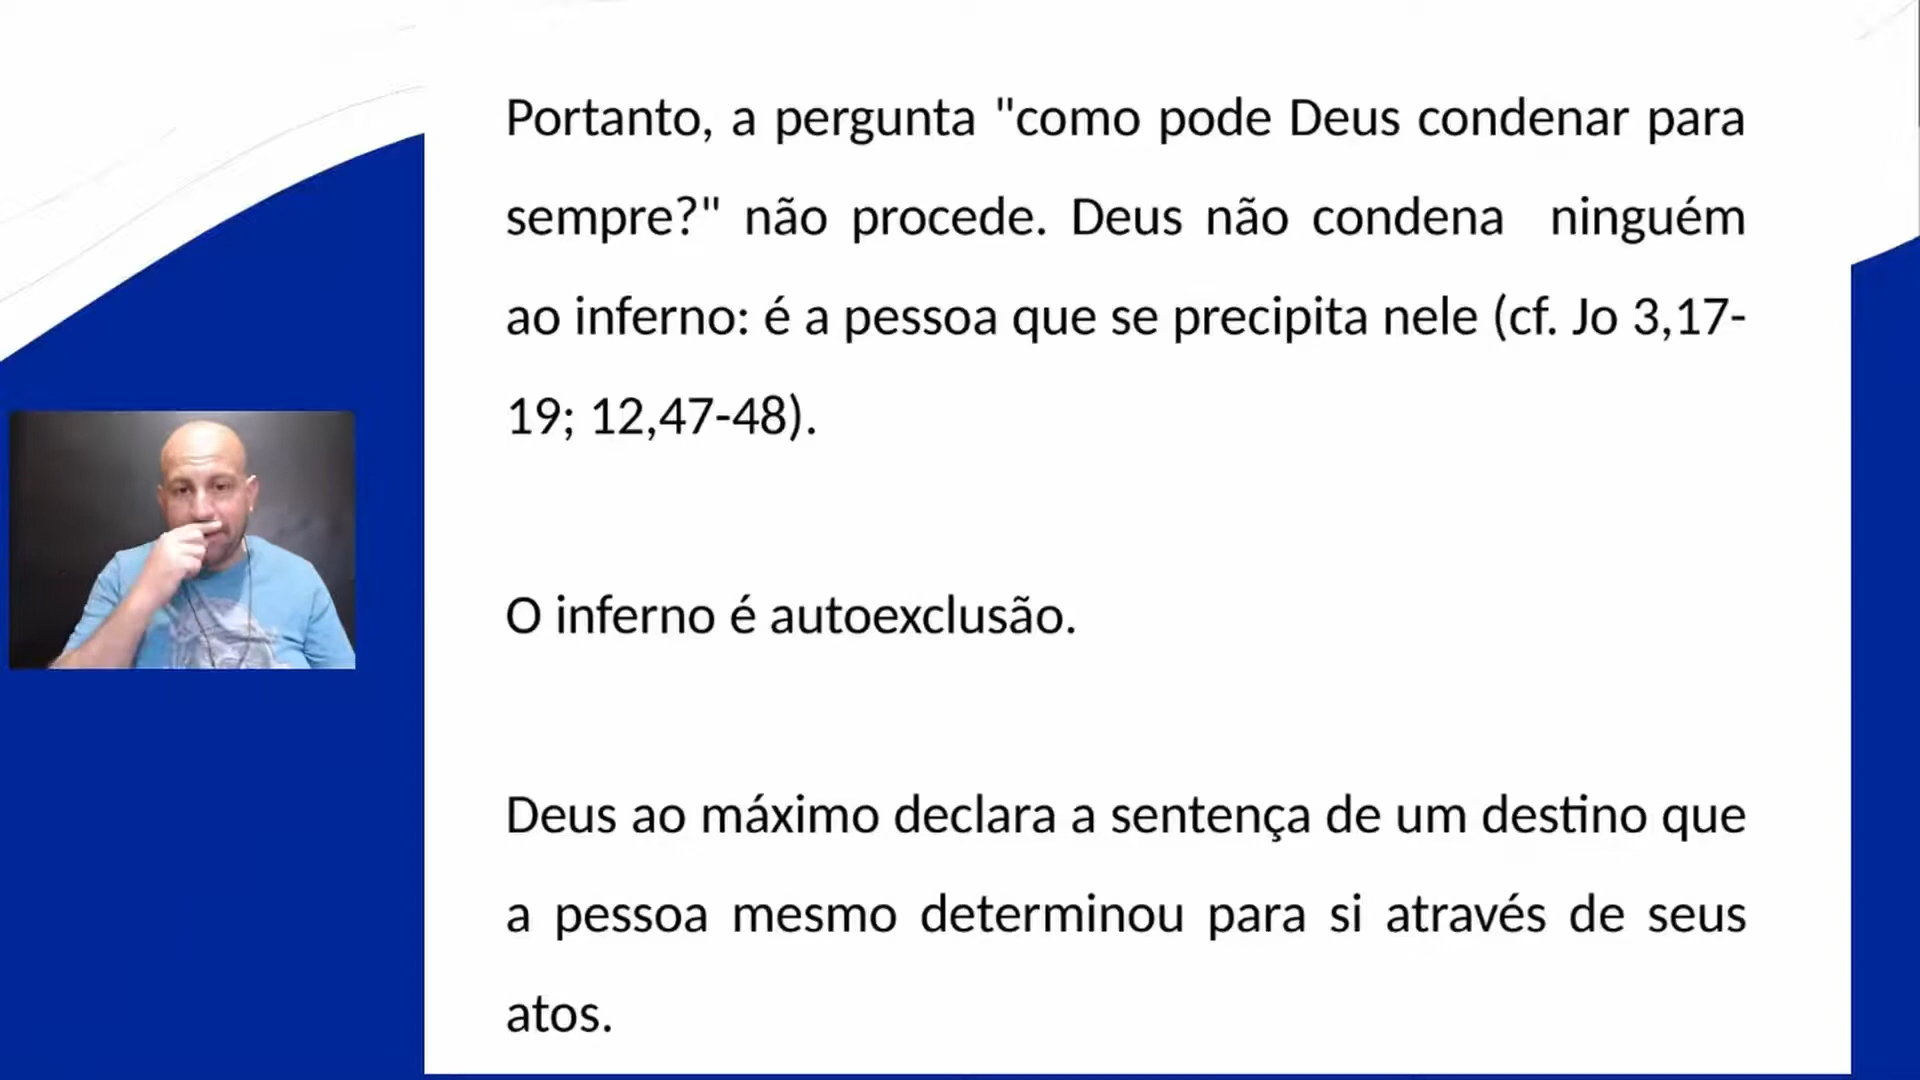 Portanto, a pergunta "como pode Deus condenar para
sempre?" não procede. Deus não condena  ninguém
ao inferno: é a pessoa que se precipita nele (cf. Jo 3,17-
19; 12,47-48).
O inferno é autoexclusão.
Deus ao máximo declara a sentença de um destino que
a pessoa mesmo determinou para si através de seus
atos.